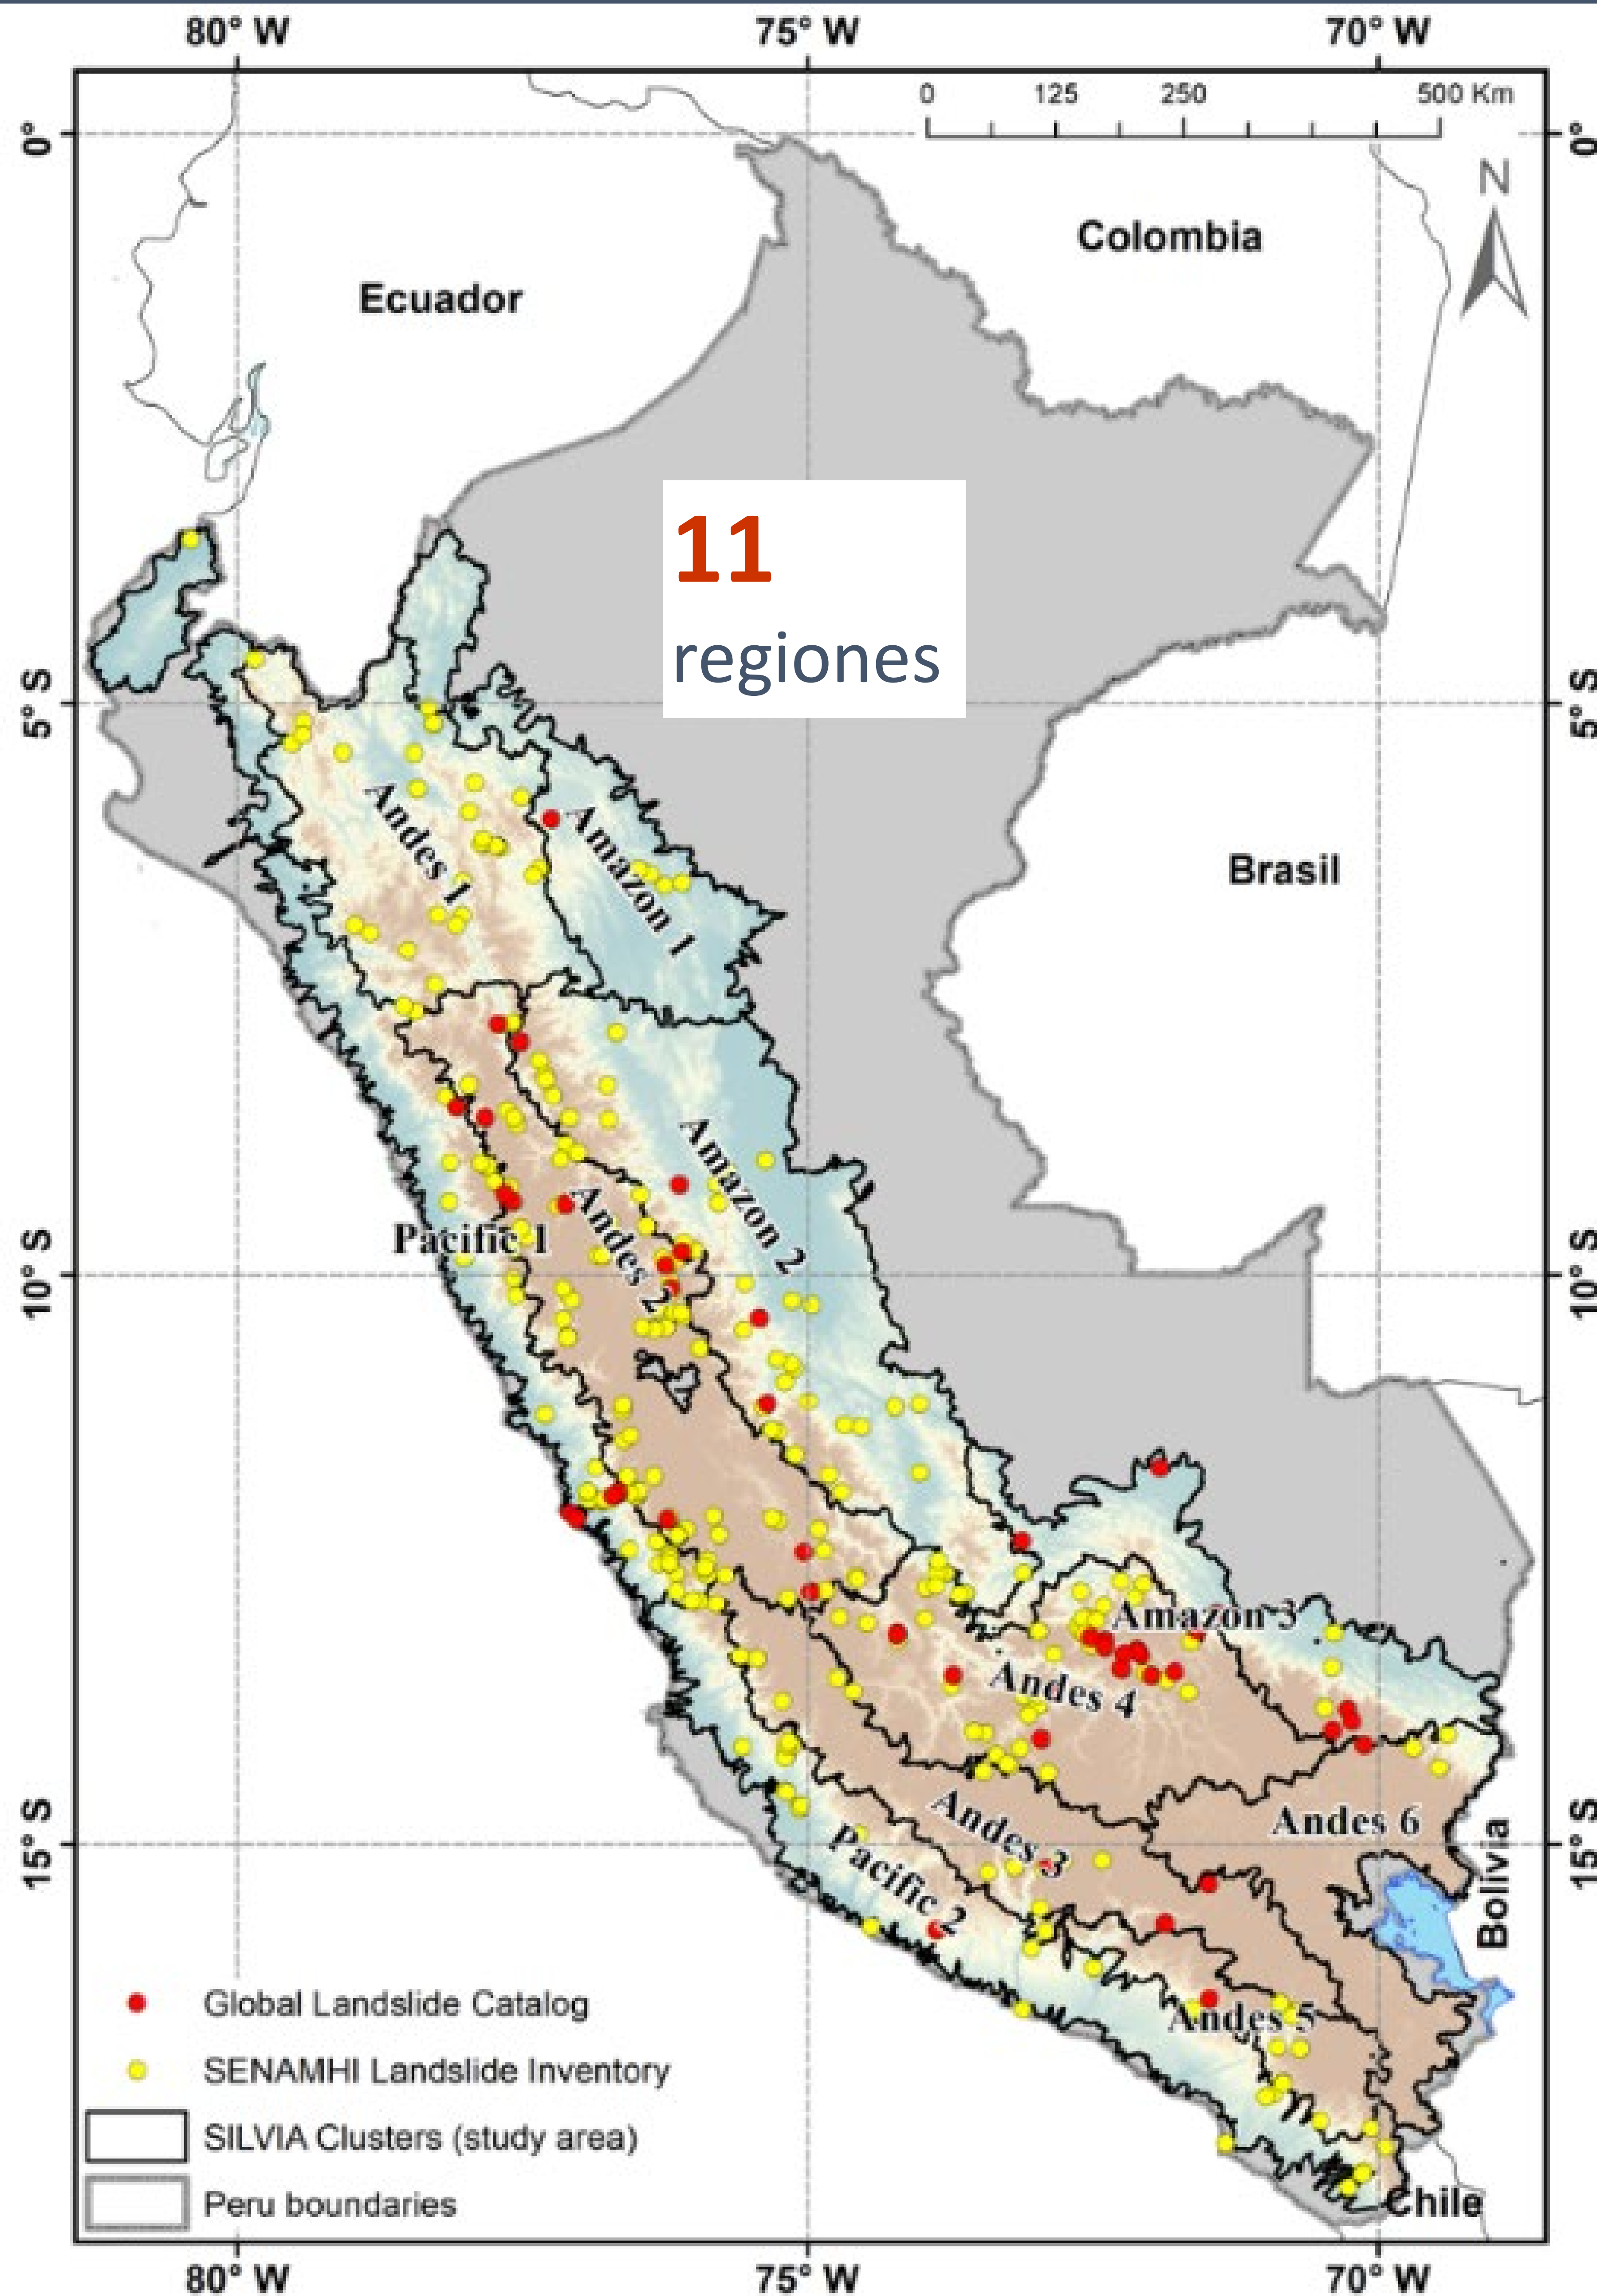 80° W 75° W 70° W
0 125 250 500 Km
0° 0°
N
Colombia
Ecuador
11
regiones
5° S 5° S
Andes 1
Amazon 1
Brasil
Amazon 2
Andes 2
Pacific 1
10° S 10° S
Amazon 3
Andes 4
Andes 3
Andes 6
15° S 15° S
Pacific 2
Bolivia
Andes 5
Global Landslide Catalog
SENAMHI Landslide Inventory
SILVIA Clusters (study area)
Peru boundaries
Chile
80° W 75° W 70° W